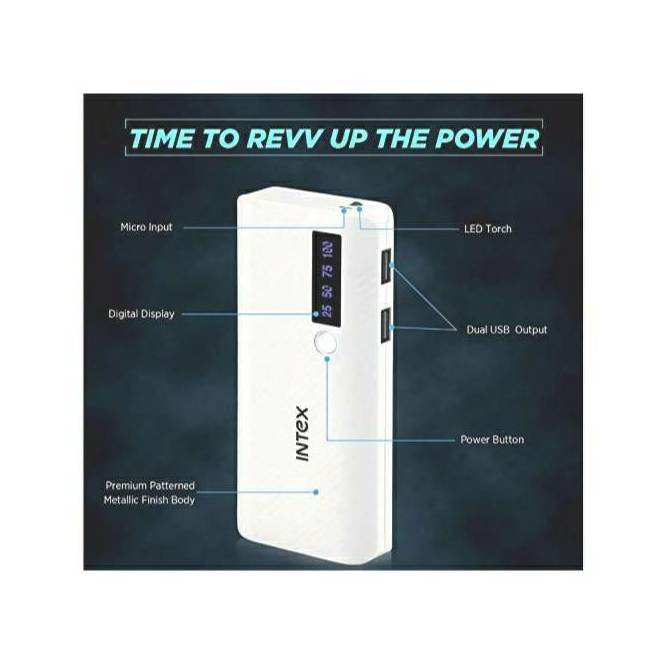 TIME TO REVV UP THE POWER
Micro Input
LED Torch
25 50 75 100
Digital Display
Dual USB Output
INTEX
Power Button
Premium Patterned
Metallic Finish Body